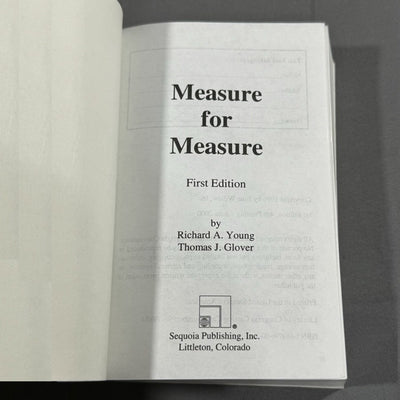 Measure
for
Measure
First Edition
by
Richard A. Young
Thomas J. Glover
Sequoia Publishing, Inc.
Littleton, Colorado